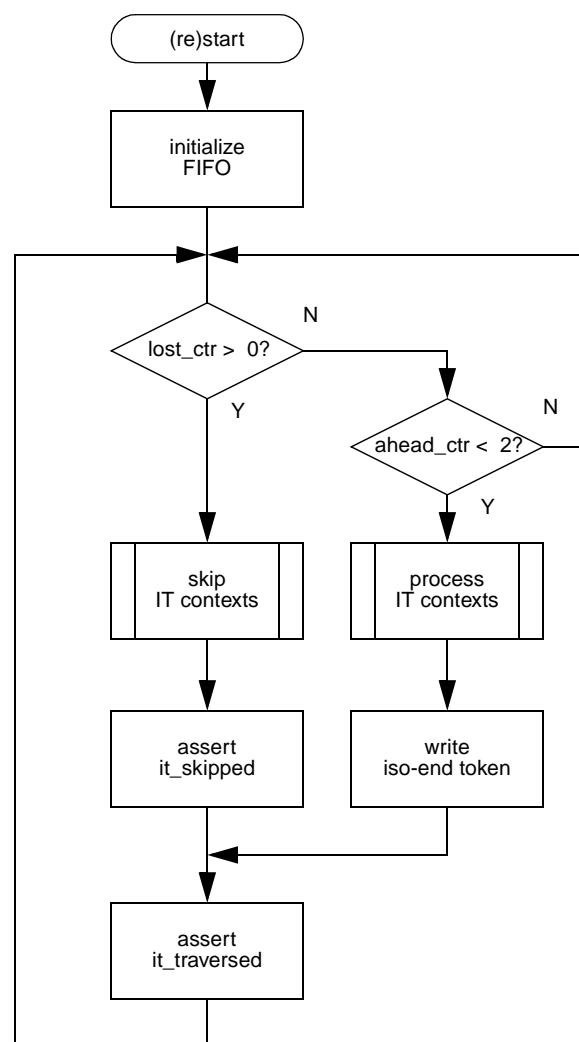 (re)start
initialize
FIFO
N
lost_ctr > 0?
Y
N
ahead_ctr < 2?
Y
skip
IT contexts
process
IT contexts
assert
it_skipped
write
iso-end token
assert
it_traversed